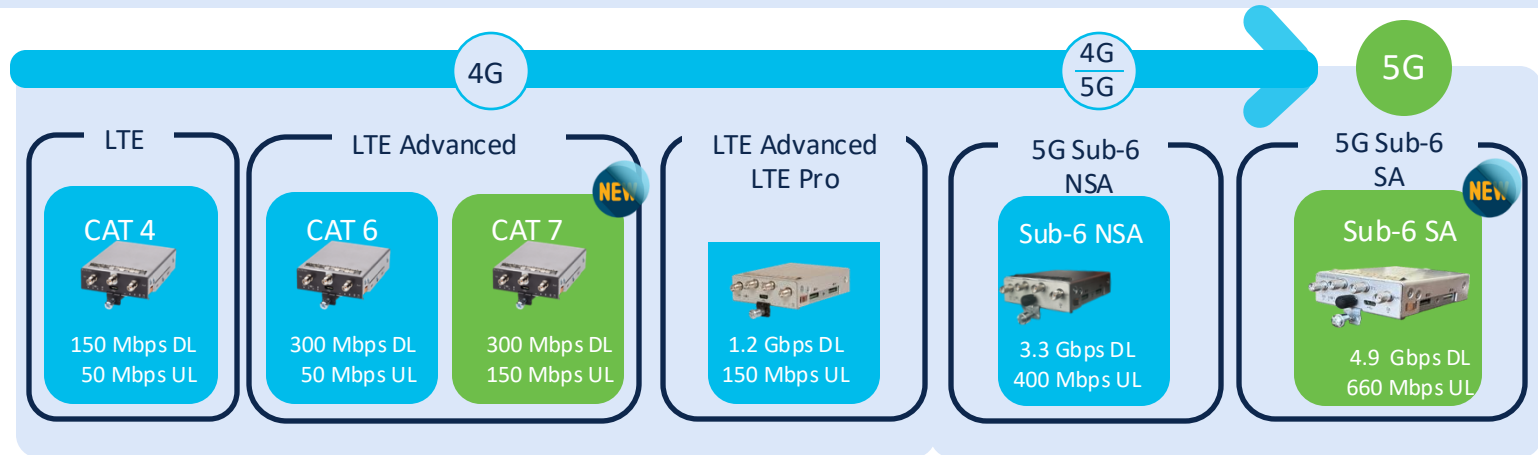 4G
4G
5G
5G
LTE
CAT 4
150 Mbps DL
50 Mbps UL
LTE Advanced
NEW
CAT 6
300 Mbps DL
50 Mbps UL
CAT 7
300 Mbps DL
150 Mbps UL
LTE Advanced
LTE Pro
1.2 Gbps DL
150 Mbps UL
5G Sub-6
NSA
Sub-6 NSA
3.3 Gbps DL
400 Mbps UL
5G Sub-6
SA
NEW
Sub-6 SA
4.9 Gbps DL
660 Mbps UL